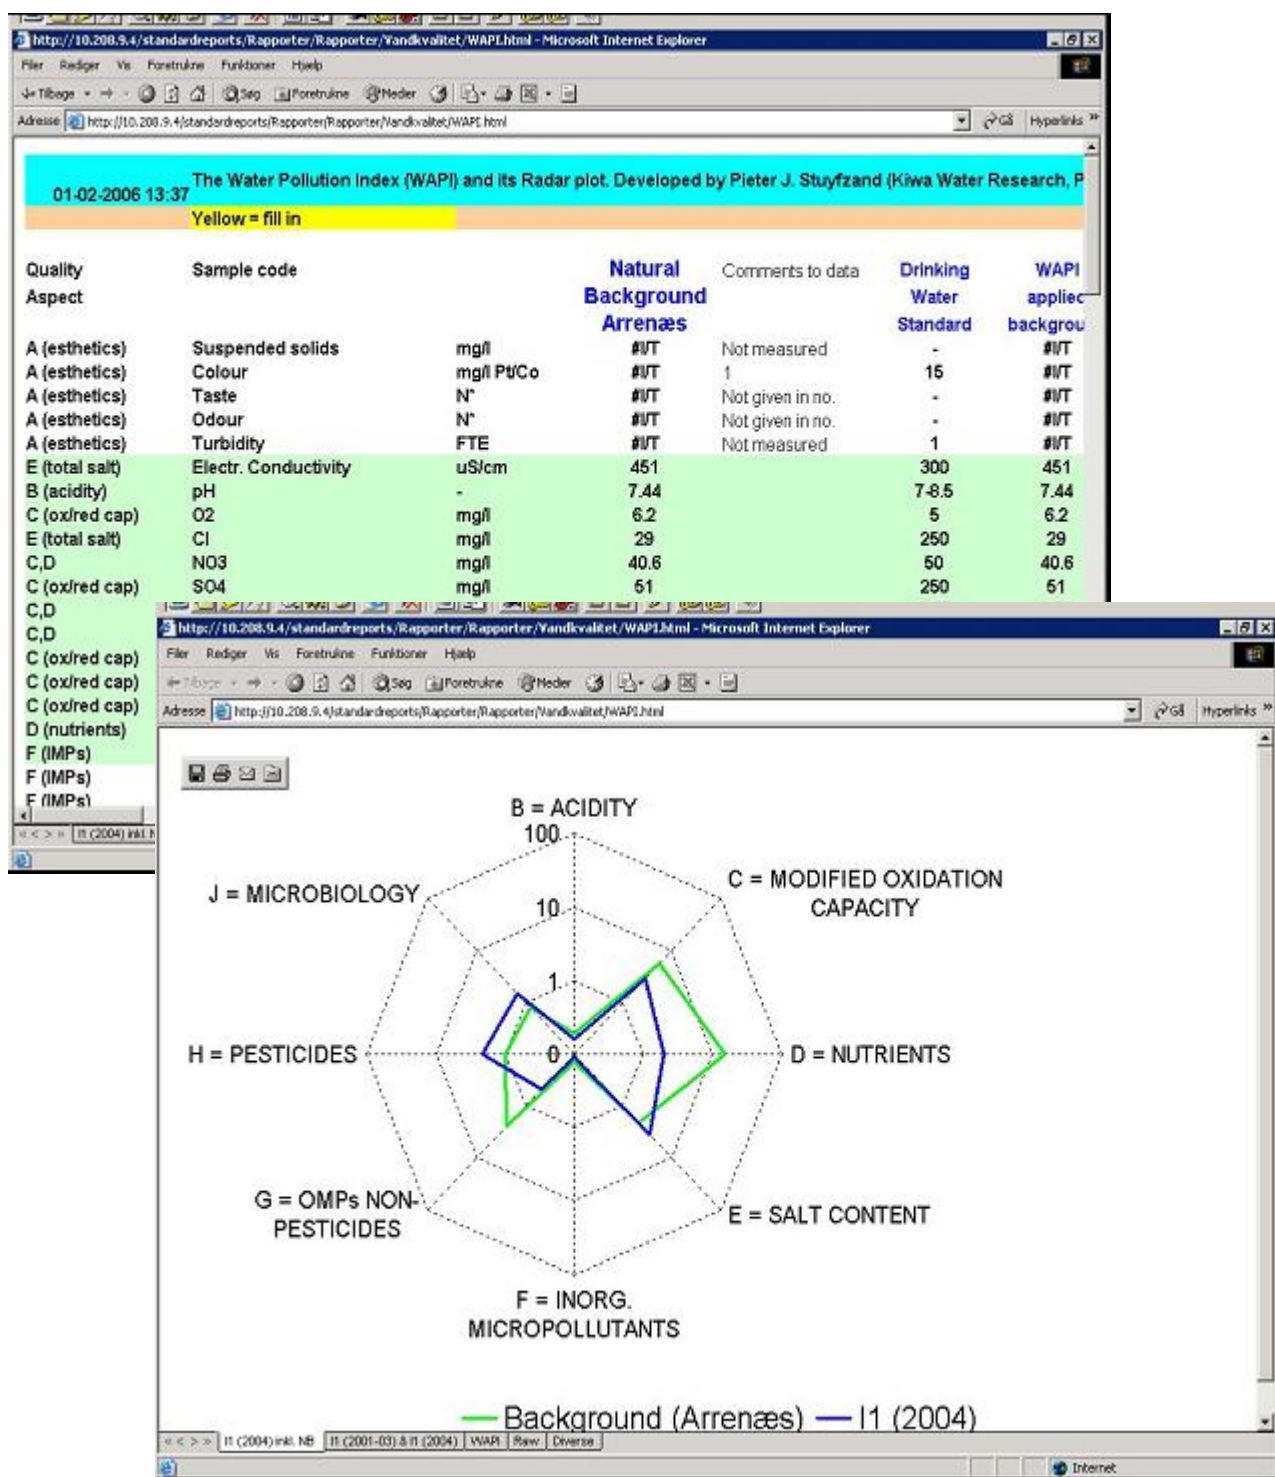 http://10.208.9.4/standardreports/Rapporter/Rapporter/Vandkvalitet/WAPI.html - Microsoft Internet Explorer
Filer Rediger Vis Foretrukne Funktioner Hjælp
Tilbage Søg Foretrukne Medier
Adresse http://10.208.9.4/standardreports/Rapporter/Rapporter/Vandkvalitet/WAPI.html Gå Hyperlinks »
01-02-2006 13:37 The Water Pollution Index (WAPI) and its Radar plot. Developed by Pieter J. Stuyfzand (Kiwa Water Research, P
Yellow = fill in
Quality Sample code Natural Comments to data Drinking WAPI
Aspect Background Water applied
Arrenæs Standard backgrou
A (esthetics) Suspended solids mg/l #I/T Not measured - #I/T
A (esthetics) Colour mg/l Pt/Co #I/T 1 15 #I/T
A (esthetics) Taste N° #I/T Not given in no. - #I/T
A (esthetics) Odour N° #I/T Not given in no. - #I/T
A (esthetics) Turbidity FTE #I/T Not measured 1 #I/T
E (total salt) Electr. Conductivity uS/cm 451 300 451
B (acidity) pH - 7.44 7-8.5 7.44
C (ox/red cap) O2 mg/l 6.2 5 6.2
E (total salt) Cl mg/l 29 250 29
C,D NO3 mg/l 40.6 50 40.6
C (ox/red cap) SO4 mg/l 51 250 51
C,D
C,D
C (ox/red cap)
C (ox/red cap)
C (ox/red cap)
D (nutrients)
F (IMPs)
F (IMPs)
F (IMPs)
« < > » I1 (2004) inkl. N
http://10.208.9.4/standardreports/Rapporter/Rapporter/Vandkvalitet/WAPI.html - Microsoft Internet Explorer
Filer Rediger Vis Foretrukne Funktioner Hjælp
Tilbage Søg Foretrukne Medier
Adresse http://10.208.9.4/standardreports/Rapporter/Rapporter/Vandkvalitet/WAPI.html Gå Hyperlinks »
B = ACIDITY
100
J = MICROBIOLOGY
C = MODIFIED OXIDATION
CAPACITY
10
1
H = PESTICIDES
0
D = NUTRIENTS
G = OMPs NON-
PESTICIDES
E = SALT CONTENT
F = INORG.
MICROPOLLUTANTS
Background (Arrenæs) I1 (2004)
« < > » I1 (2004) inkl. NB I1 (2001-03) & I1 (2004) WAPI Raw Diverse
Internet